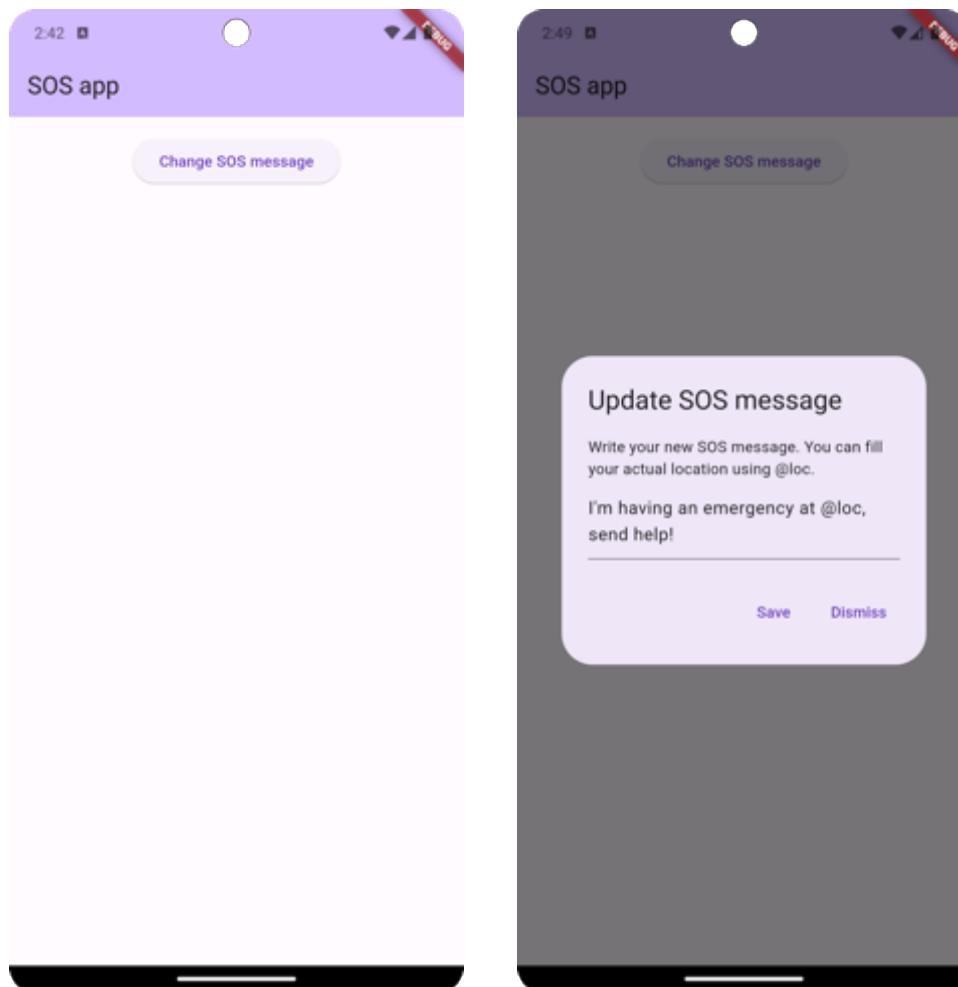 2:42
DEBUG
SOS app
Change SOS message
2:49
SOS app
Change SOS message
Update SOS message
Write your new SOS message. You can fill
your actual location using @loc.
I'm having an emergency at @loc,
send help!
Save Dismiss